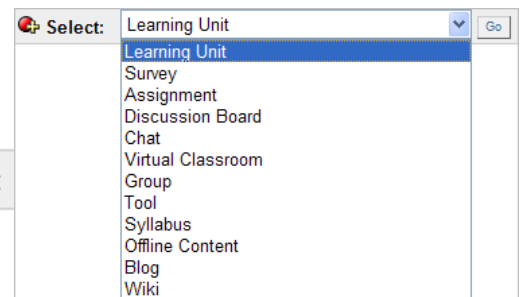 Select: Learning Unit Go
Learning Unit
Survey
Assignment
Discussion Board
Chat
Virtual Classroom
Group
Tool
Syllabus
Offline Content
Blog
Wiki